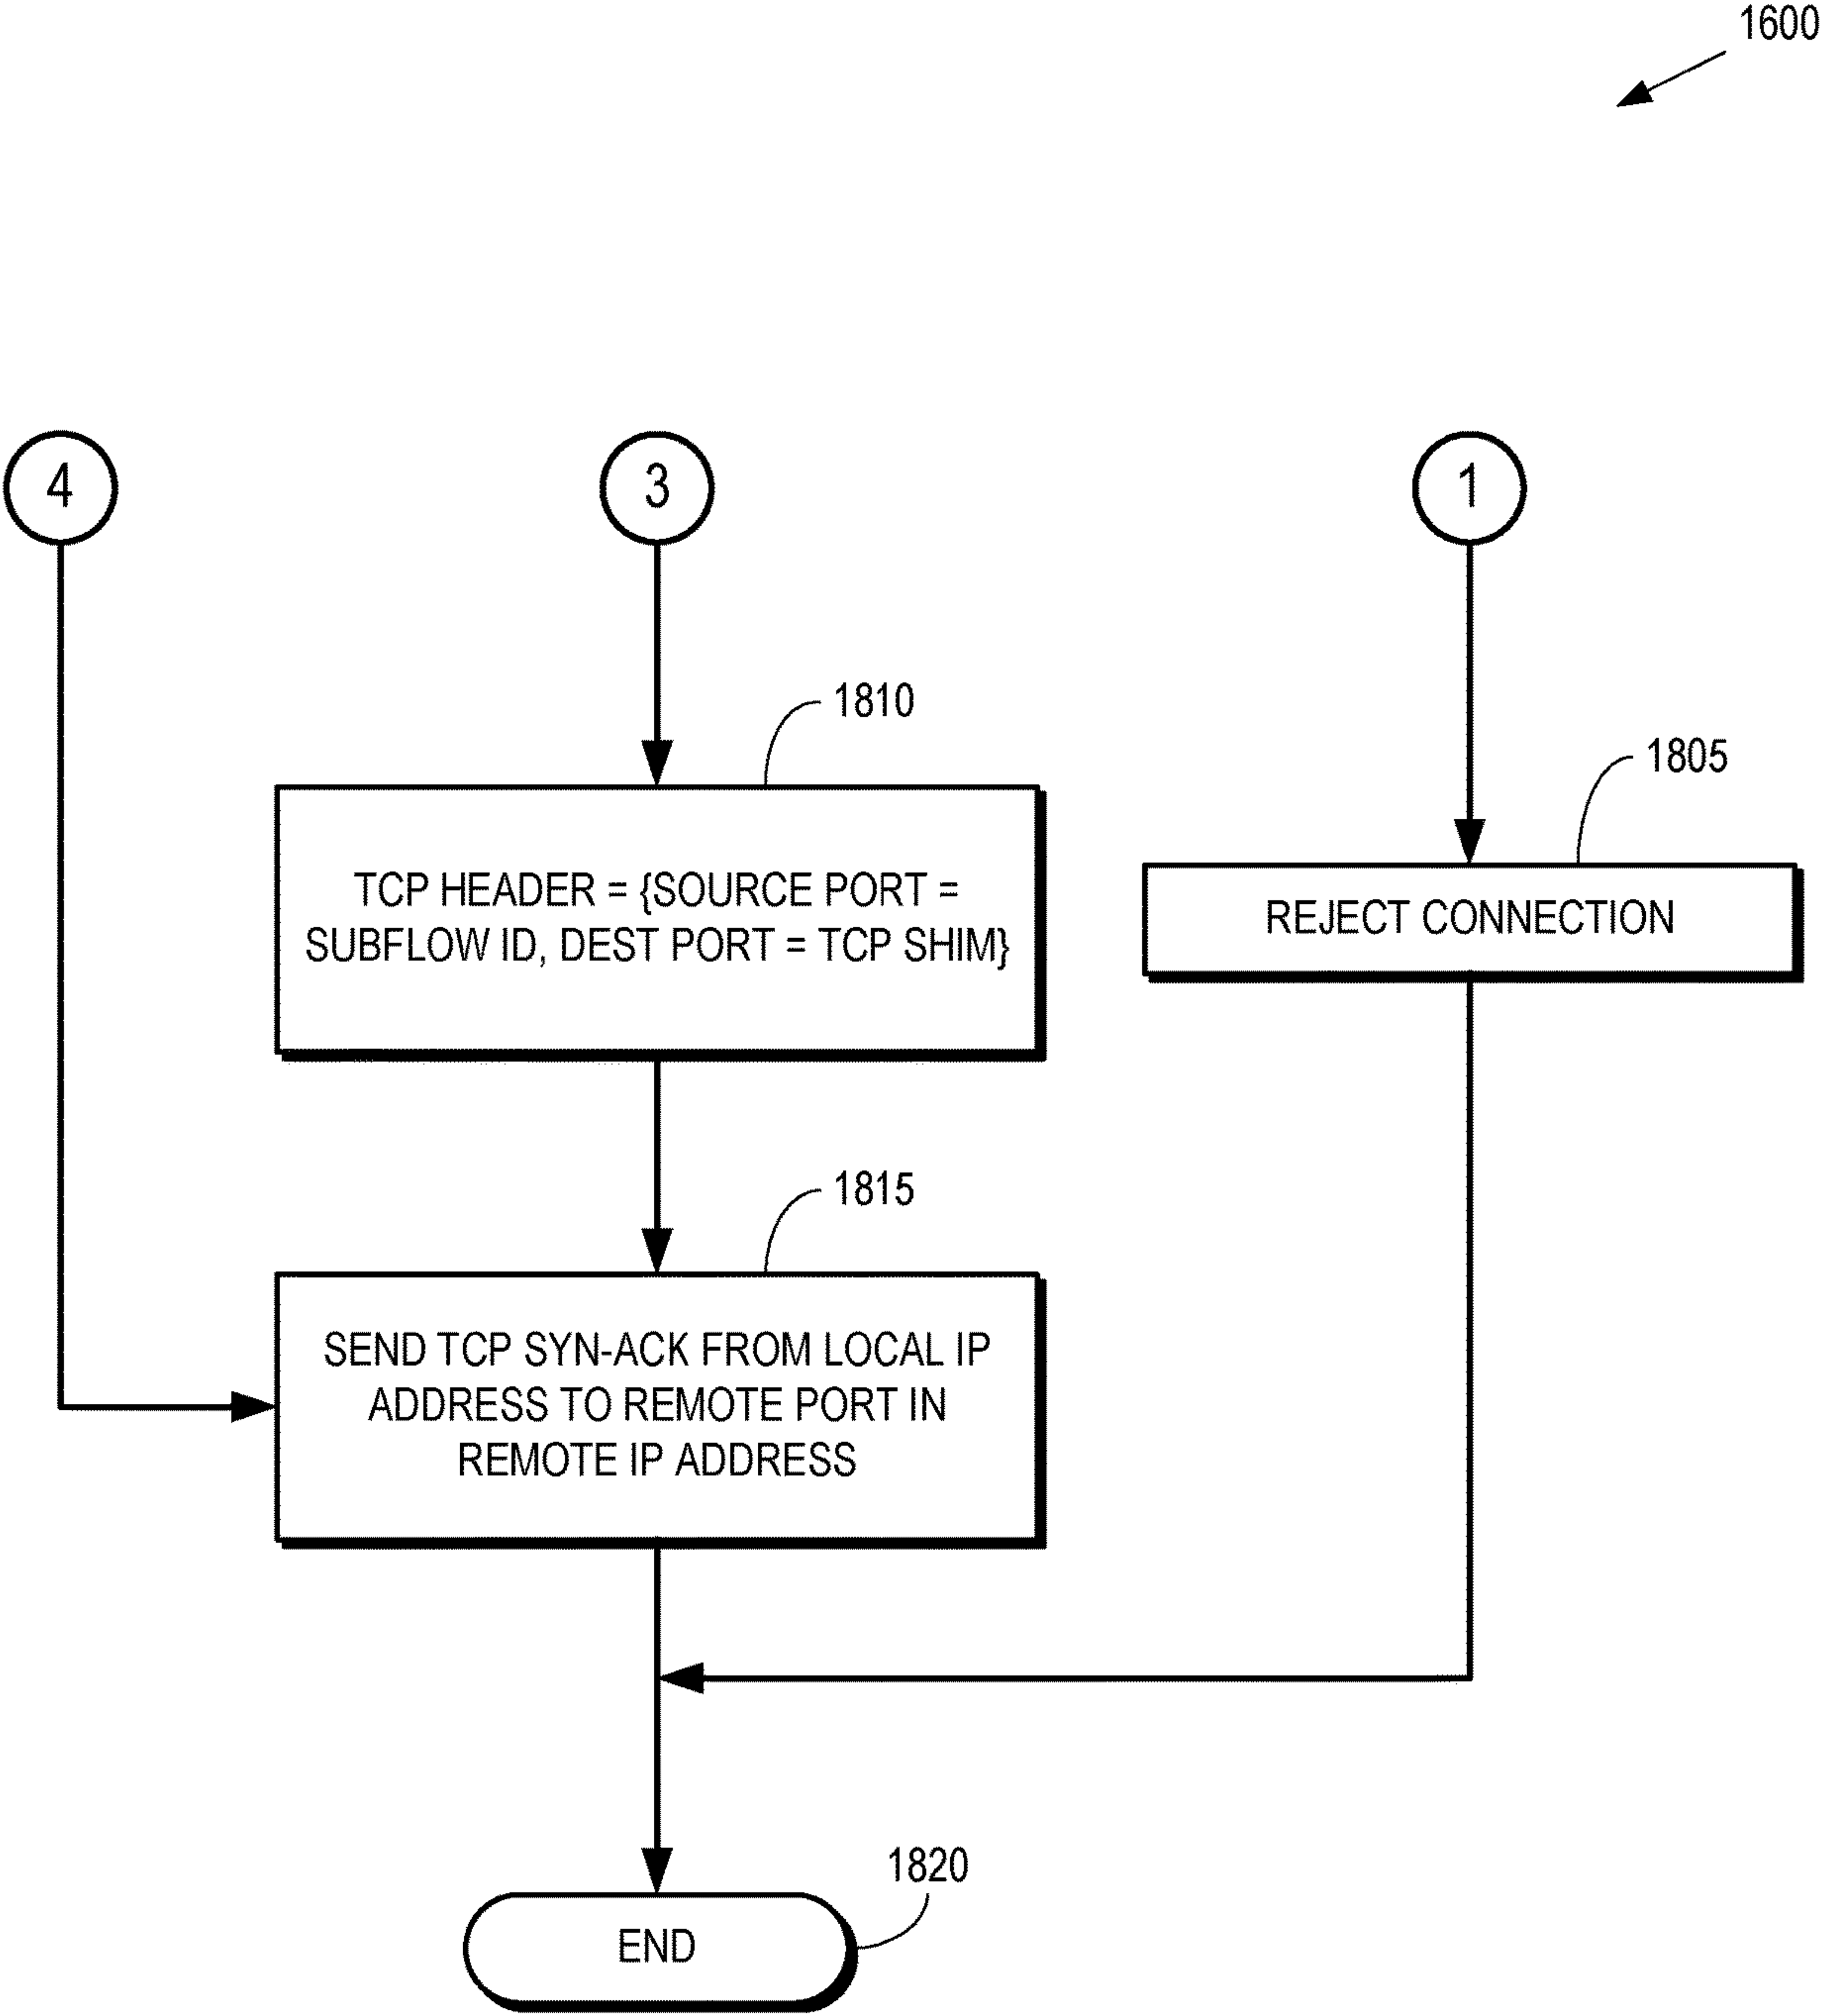 1600
4
3
1
1810
1805
TCP HEADER = {SOURCE PORT =
SUBFLOW ID, DEST PORT = TCP SHIM}
REJECT CONNECTION
1815
SEND TCP SYN-ACK FROM LOCAL IP
ADDRESS TO REMOTE PORT IN
REMOTE IP ADDRESS
1820
END